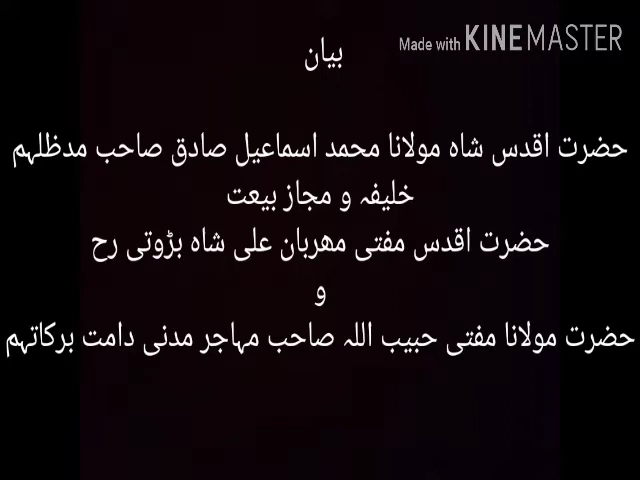 Made with KINEMASTER
بیان
حضرت اقدس شاہ مولانا محمد اسماعیل صادق صاحب مدظلہم
خلیفہ و مجاز بیعت
حضرت اقدس مفتی مھربان علی شاہ بڑوتی رح
و
حضرت مولانا مفتی حبیب اللہ صاحب مہاجر مدنی دامت برکاتہم